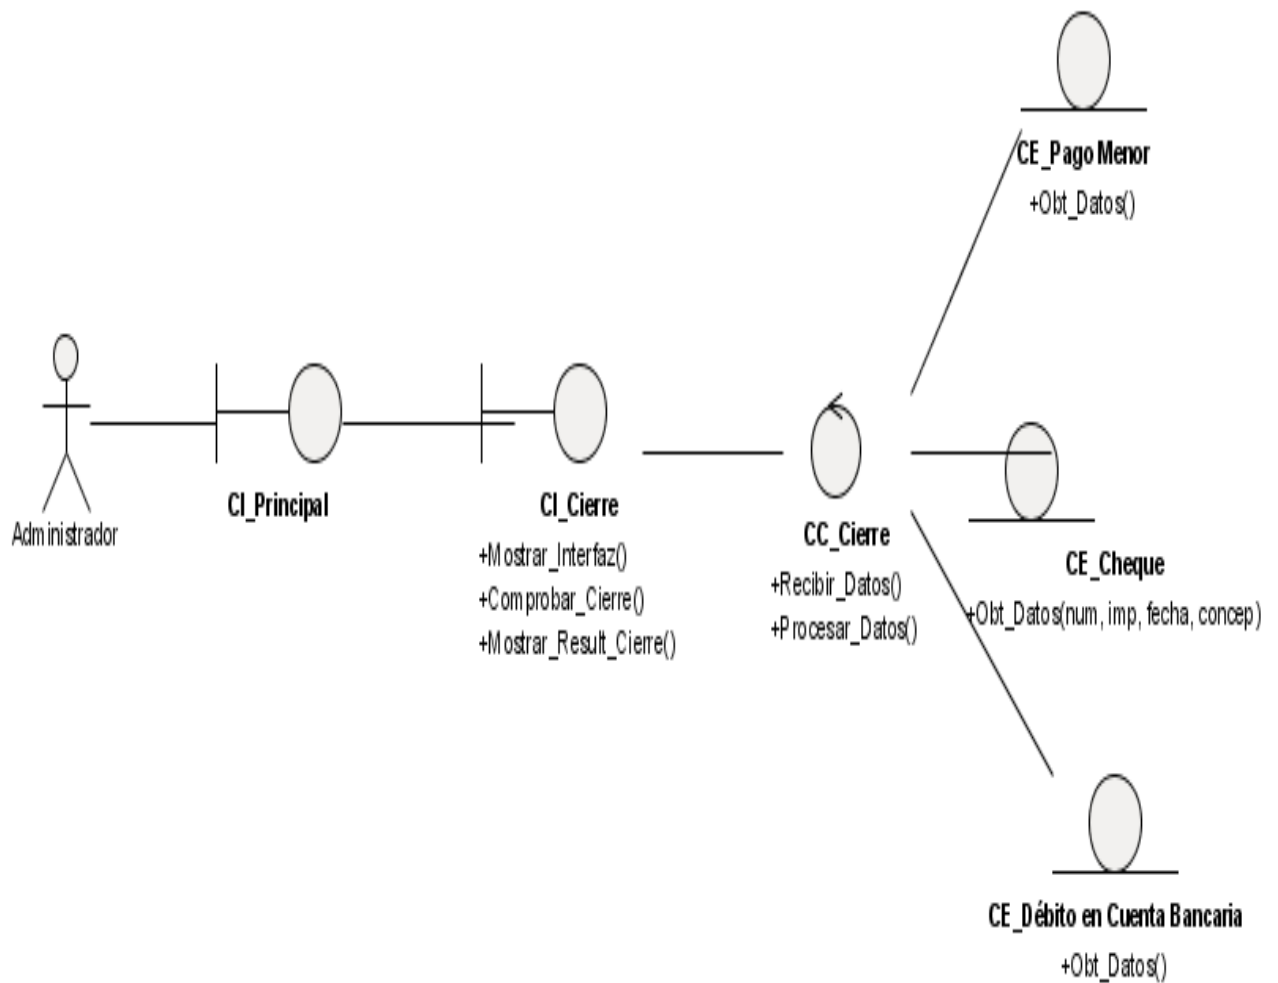 Administrador
CI_Principal
CI_Cierre
+Mostrar_Interfaz()
+Comprobar_Cierre()
+Mostrar_Result_Cierre()
CC_Cierre
+Recibir_Datos()
+Procesar_Datos()
CE_Pago Menor
+Obt_Datos()
CE_Cheque
+Obt_Datos(num, imp, fecha, concep)
CE_Débito en Cuenta Bancaria
+Obt_Datos()